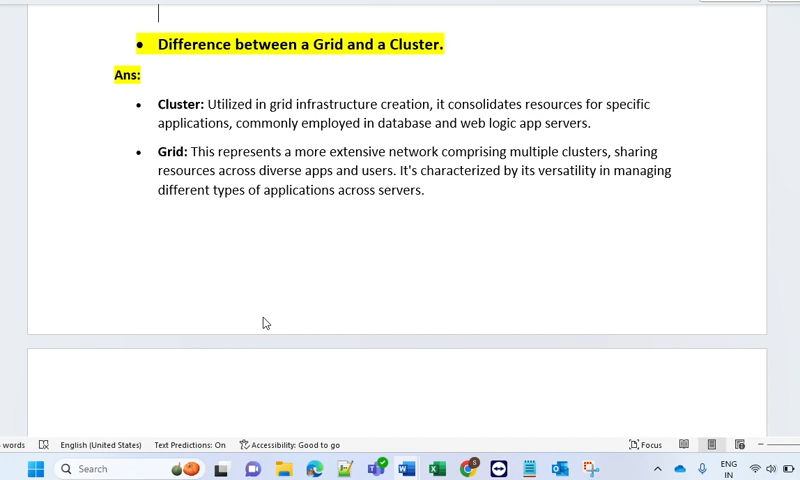 • Difference between a Grid and a Cluster.
Ans:
• Cluster: Utilized in grid infrastructure creation, it consolidates resources for specific
applications, commonly employed in database and web logic app servers.
• Grid: This represents a more extensive network comprising multiple clusters, sharing
resources across diverse apps and users. It's characterized by its versatility in managing
different types of applications across servers.
words English (United States) Text Predictions: On Accessibility: Good to go Focus
Search ENG
IN